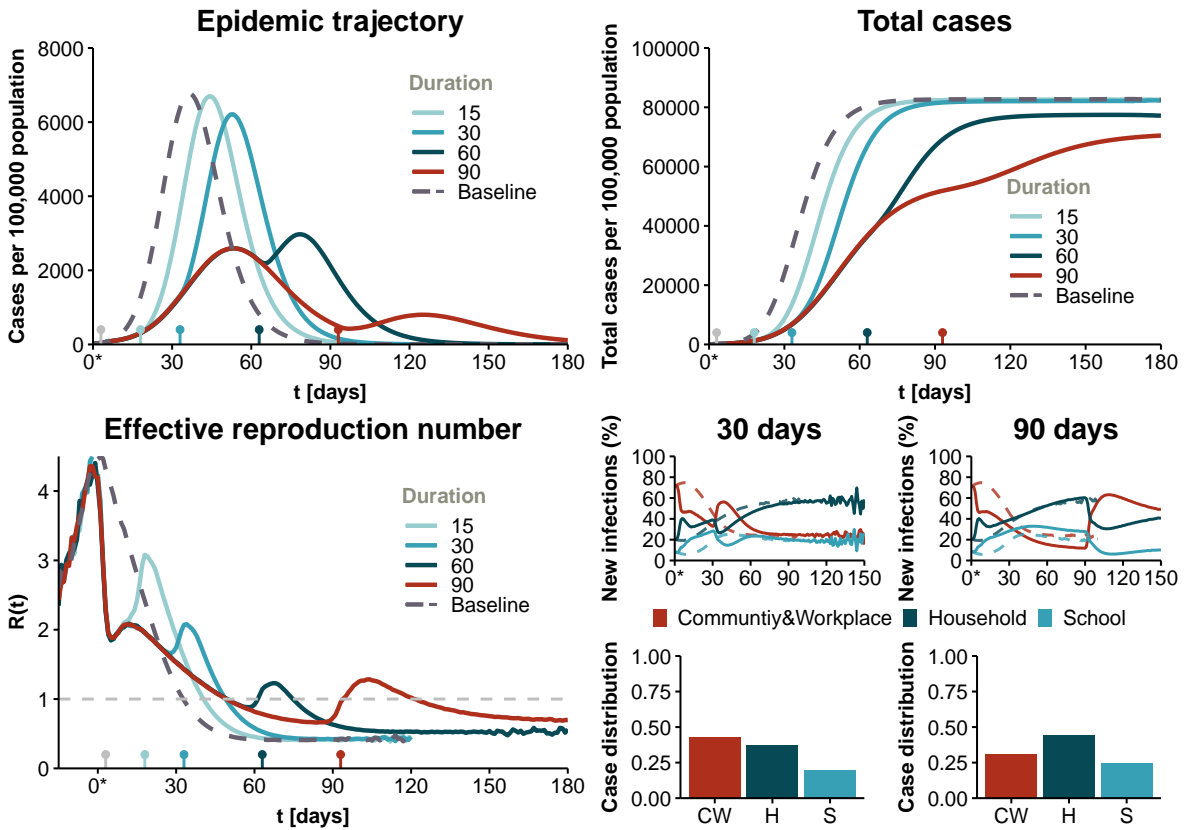 Epidemic trajectory
Cases per 100,000 population
8000
6000
4000
2000
0
0* 30 60 90 120 150 180
t [days]
Duration
15
30
60
90
Baseline
Total cases
Total cases per 100,000 population
100000
80000
60000
40000
20000
0
0* 30 60 90 120 150 180
t [days]
Duration
15
30
60
90
Baseline
Effective reproduction number
R(t)
4
3
2
1
0
0* 30 60 90 120 150 180
t [days]
Duration
15
30
60
90
Baseline
30 days
New infections (%)
100
80
60
40
20
0
0* 30 60 90 120 150
90 days
New infections (%)
100
80
60
40
20
0
0* 30 60 90 120 150
Communtiy&Workplace Household School
Case distribution
1.00
0.75
0.50
0.25
0.00
CW H S
Case distribution
1.00
0.75
0.50
0.25
0.00
CW H S